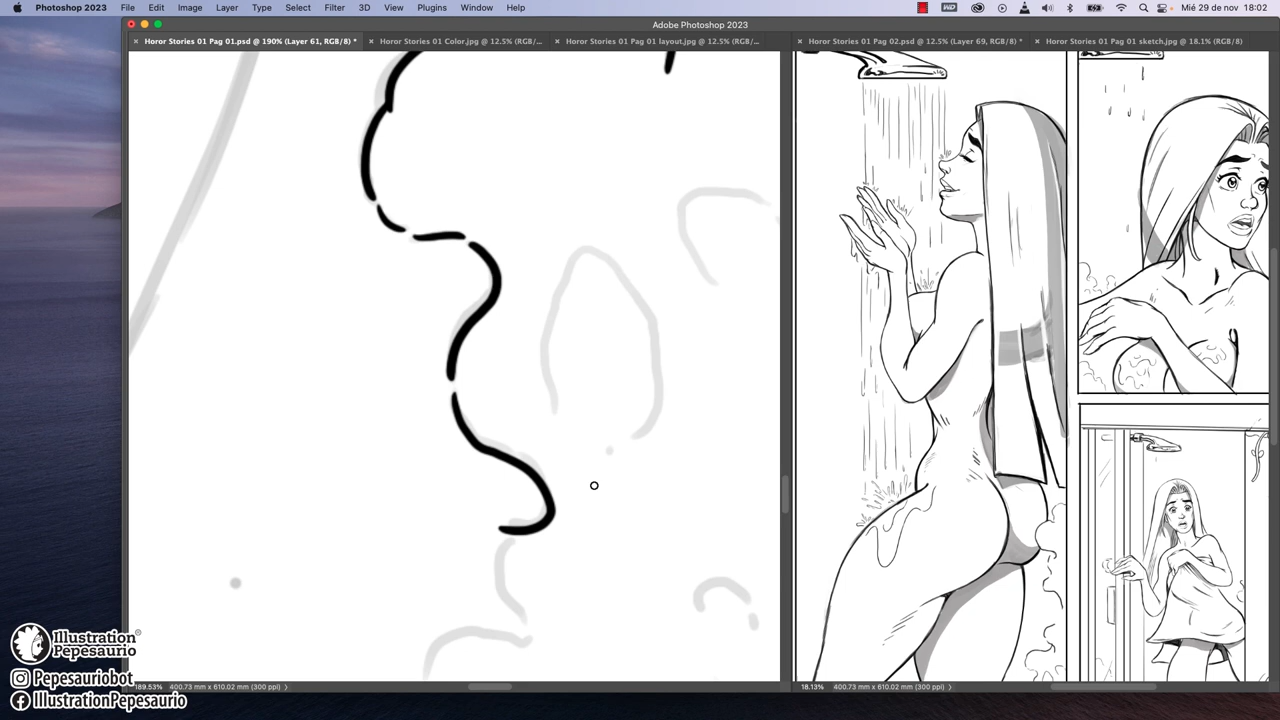 Photoshop 2023 File Edit Image Layer Type Select Filter 3D View Plugins Window Help Mié 29 de nov 18:02
Adobe Photoshop 2023
Horor Stories 01 Pag 01.psd @ 190% (Layer 61, RGB/8) * Horor Stories 01 Color.jpg @ 12.5% (RGB/... Horor Stories 01 Pag 01 layout.jpg @ 12.5% (RGB/... Horor Stories 01 Pag 02.psd @ 12.5% (Layer 69, RGB/8) * Horor Stories 01 Pag 01 sketch.jpg @ 18.1% (RGB/8)
Illustration
Pepesaurio
Pepesauriobot
IllustrationPepesaurio
189.53% 400.73 mm x 610.02 mm (300 ppi) 18.13% 400.73 mm x 610.02 mm (300 ppi)